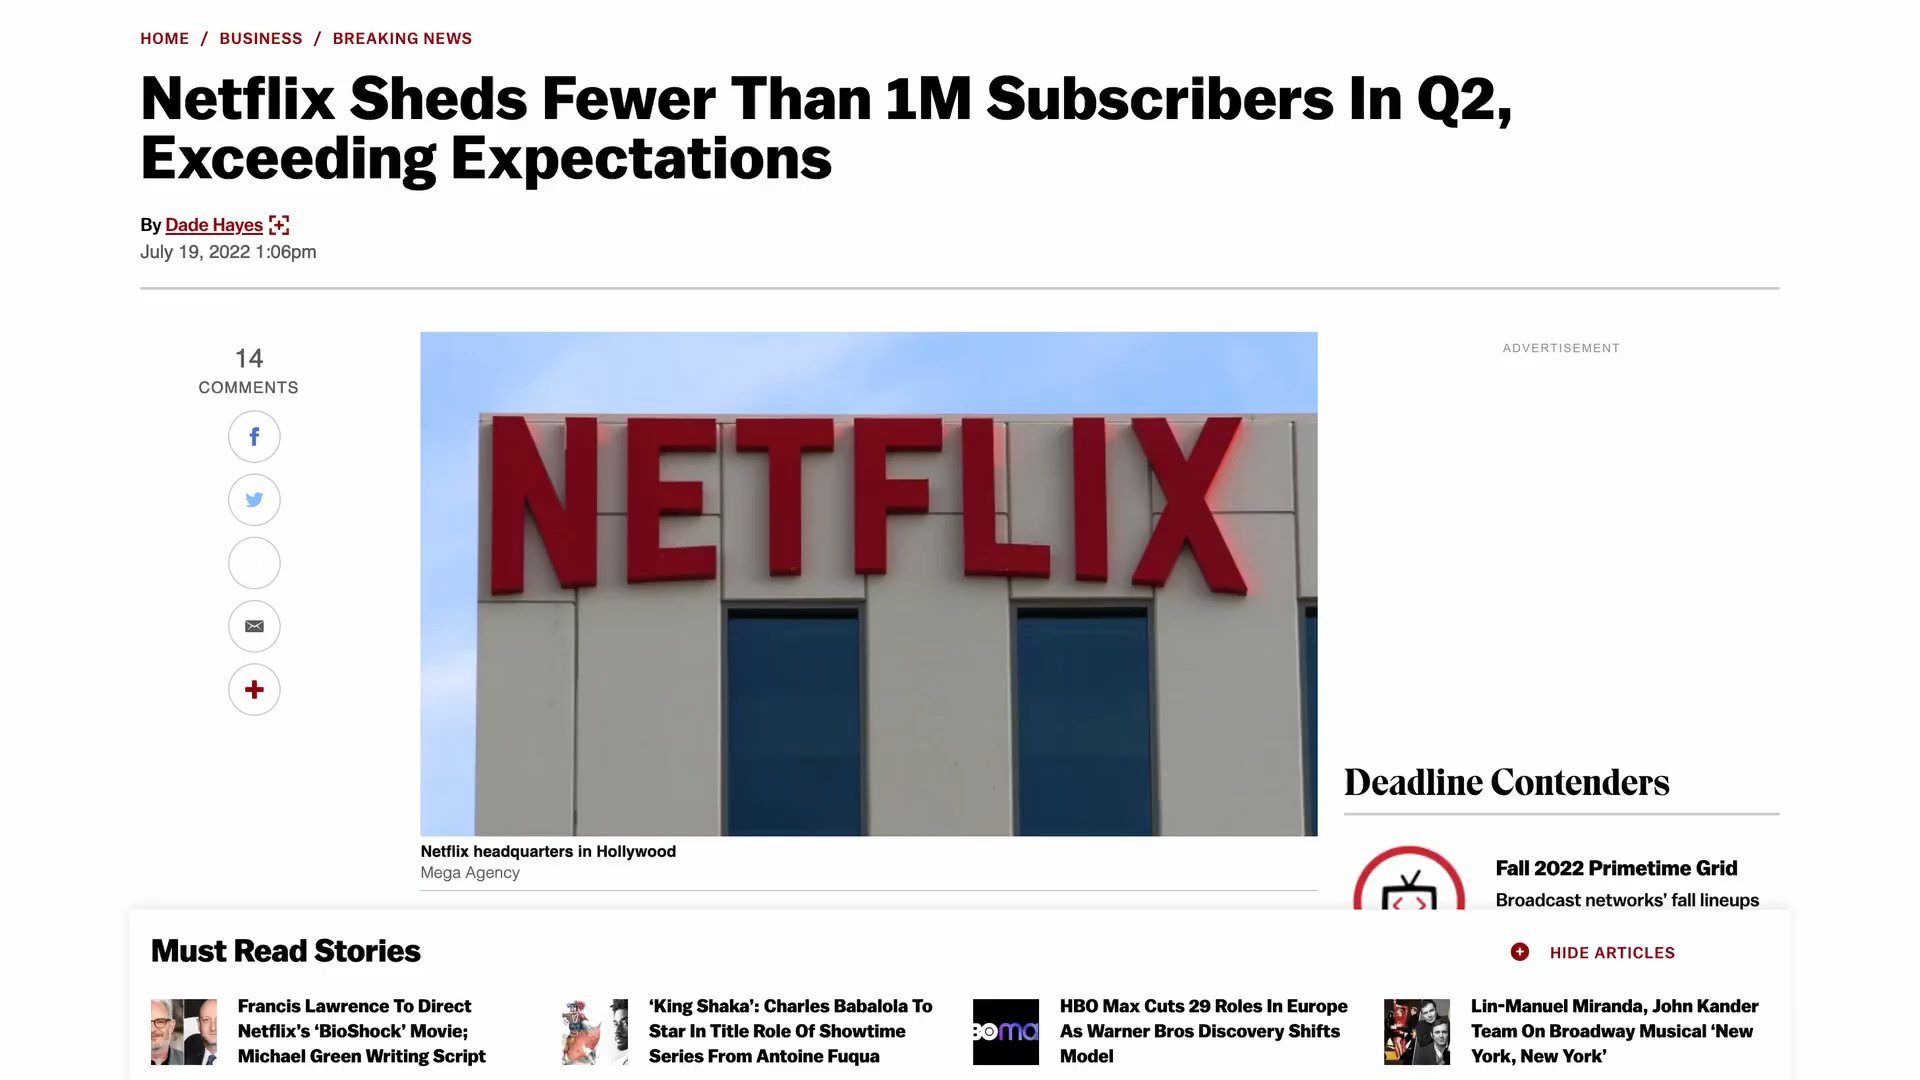 HOME / BUSINESS / BREAKING NEWS
Netflix Sheds Fewer Than 1M Subscribers In Q2,
Exceeding Expectations
By Dade Hayes
July 19, 2022 1:06pm
14
COMMENTS
ADVERTISEMENT
NETFLIX
Netflix headquarters in Hollywood
Mega Agency
Deadline Contenders
Fall 2022 Primetime Grid
Broadcast networks’ fall lineups
Must Read Stories
HIDE ARTICLES
Francis Lawrence To Direct
Netflix’s ‘BioShock’ Movie;
Michael Green Writing Script
‘King Shaka’: Charles Babalola To
Star In Title Role Of Showtime
Series From Antoine Fuqua
HBO Max Cuts 29 Roles In Europe
As Warner Bros Discovery Shifts
Model
Lin-Manuel Miranda, John Kander
Team On Broadway Musical ‘New
York, New York’